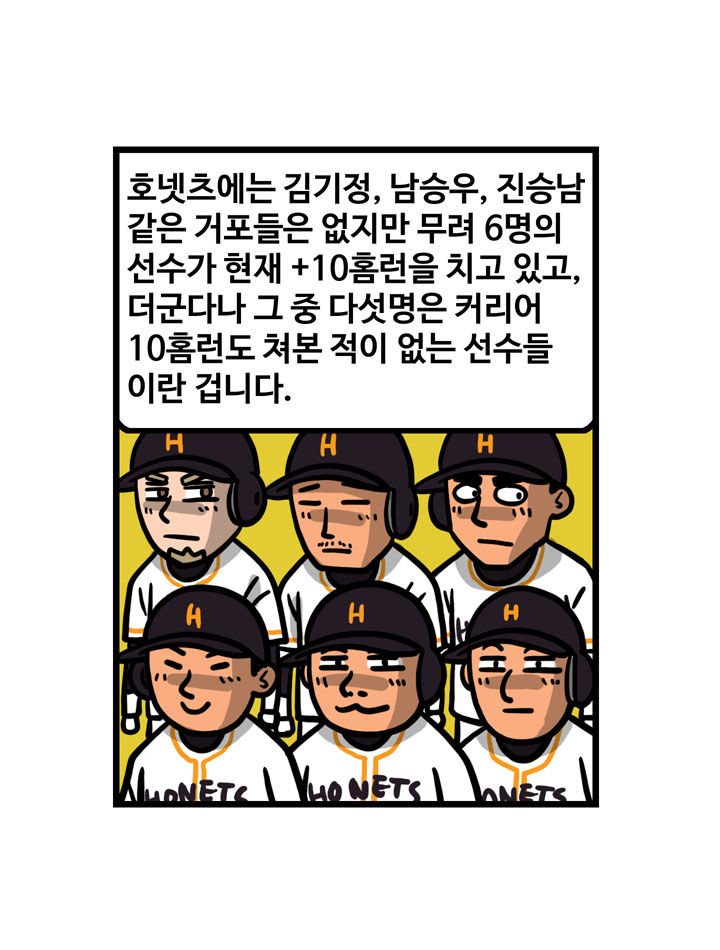 호넷츠에는 김기정, 남승우, 진승남
같은 거포들은 없지만 무려 6명의
선수가 현재 +10홈런을 치고 있고,
더군다나 그 중 다섯명은 커리어
10홈런도 쳐본 적이 없는 선수들
이란 겁니다.
H H H
H H H
HONETS HONETS ONETS